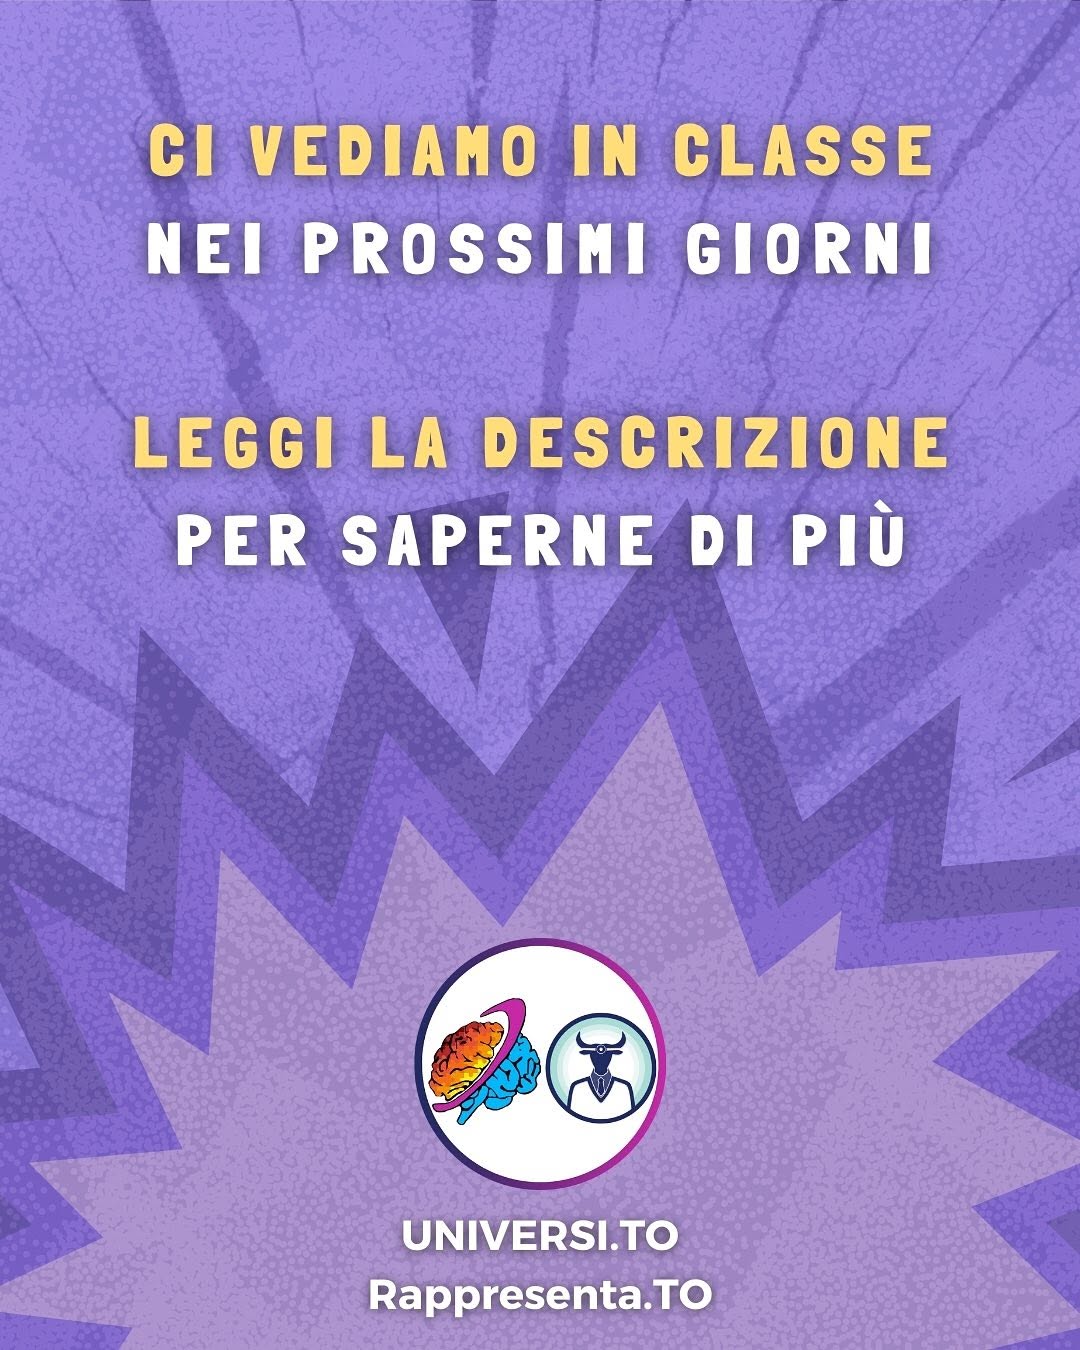 CI VEDIAMO IN CLASSE
NEI PROSSIMI GIORNI
LEGGI LA DESCRIZIONE
PER SAPERNE DI PIÙ
UNIVERSI.TO
Rappresenta.TO